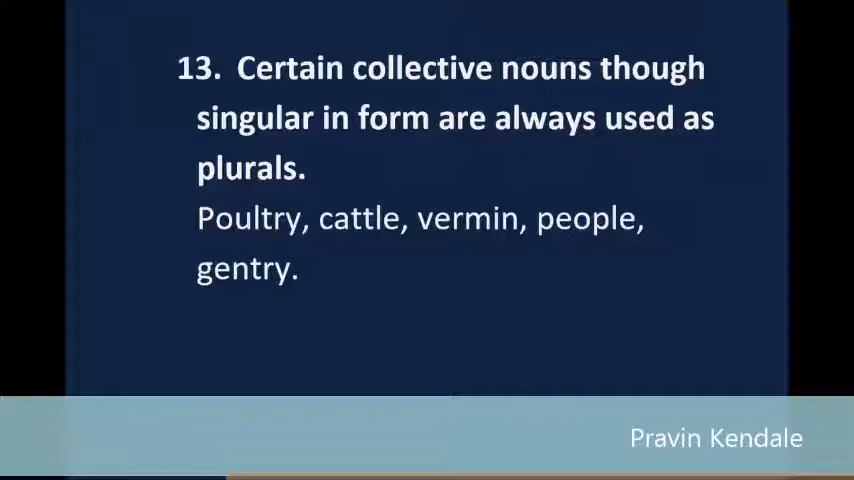 13. Certain collective nouns though
singular in form are always used as
plurals.
Poultry, cattle, vermin, people,
gentry.
Pravin Kendale